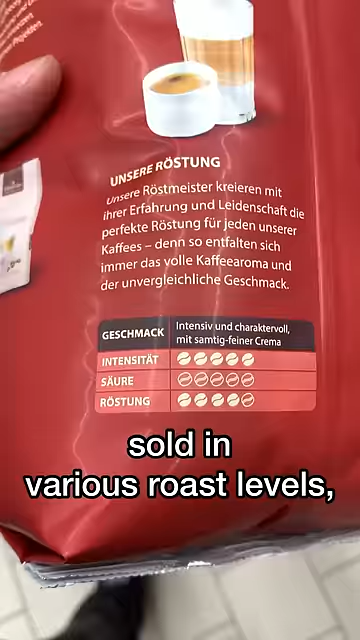 UNSERE RÖSTUNG
Unsere Röstmeister kreieren mit
ihrer Erfahrung und Leidenschaft die
perfekte Röstung für jeden unserer
Kaffees – denn so entfalten sich
immer das volle Kaffeearoma und
der unvergleichliche Geschmack.
GESCHMACK
Intensiv und charaktervoll,
mit samtig-feiner Crema
INTENSITÄT
SÄURE
RÖSTUNG
sold in
various roast levels,